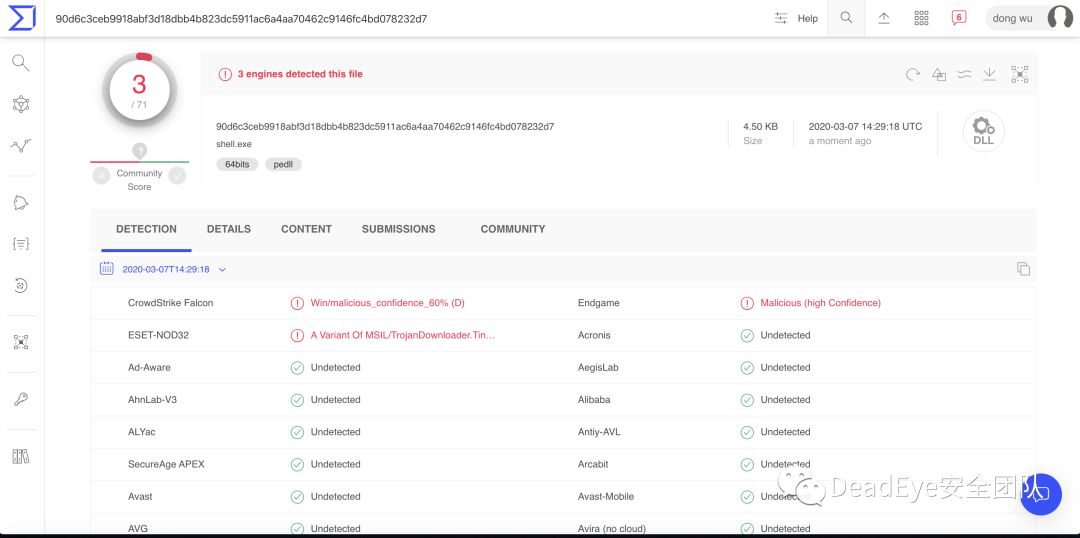 90d6c3ceb9918abf3d18dbb4b823dc5911ac6a4aa70462c9146fc4bd078232d7
Help
6
dong wu
3
/ 71
?
Community
Score
3 engines detected this file
90d6c3ceb9918abf3d18dbb4b823dc5911ac6a4aa70462c9146fc4bd078232d7
shell.exe
64bits pedll
4.50 KB
Size
2020-03-07 14:29:18 UTC
a moment ago
DLL
DETECTION DETAILS CONTENT SUBMISSIONS COMMUNITY
2020-03-07T14:29:18
CrowdStrike Falcon Win/malicious_confidence_60% (D) Endgame Malicious (high Confidence)
ESET-NOD32 A Variant Of MSIL/TrojanDownloader.Tin... Acronis Undetected
Ad-Aware Undetected AegisLab Undetected
AhnLab-V3 Undetected Alibaba Undetected
ALYac Undetected Antiy-AVL Undetected
SecureAge APEX Undetected Arcabit Undetected
Avast Undetected Avast-Mobile Undetected
AVG Undetected Avira (no cloud) Undetected
DeadEye安全团队